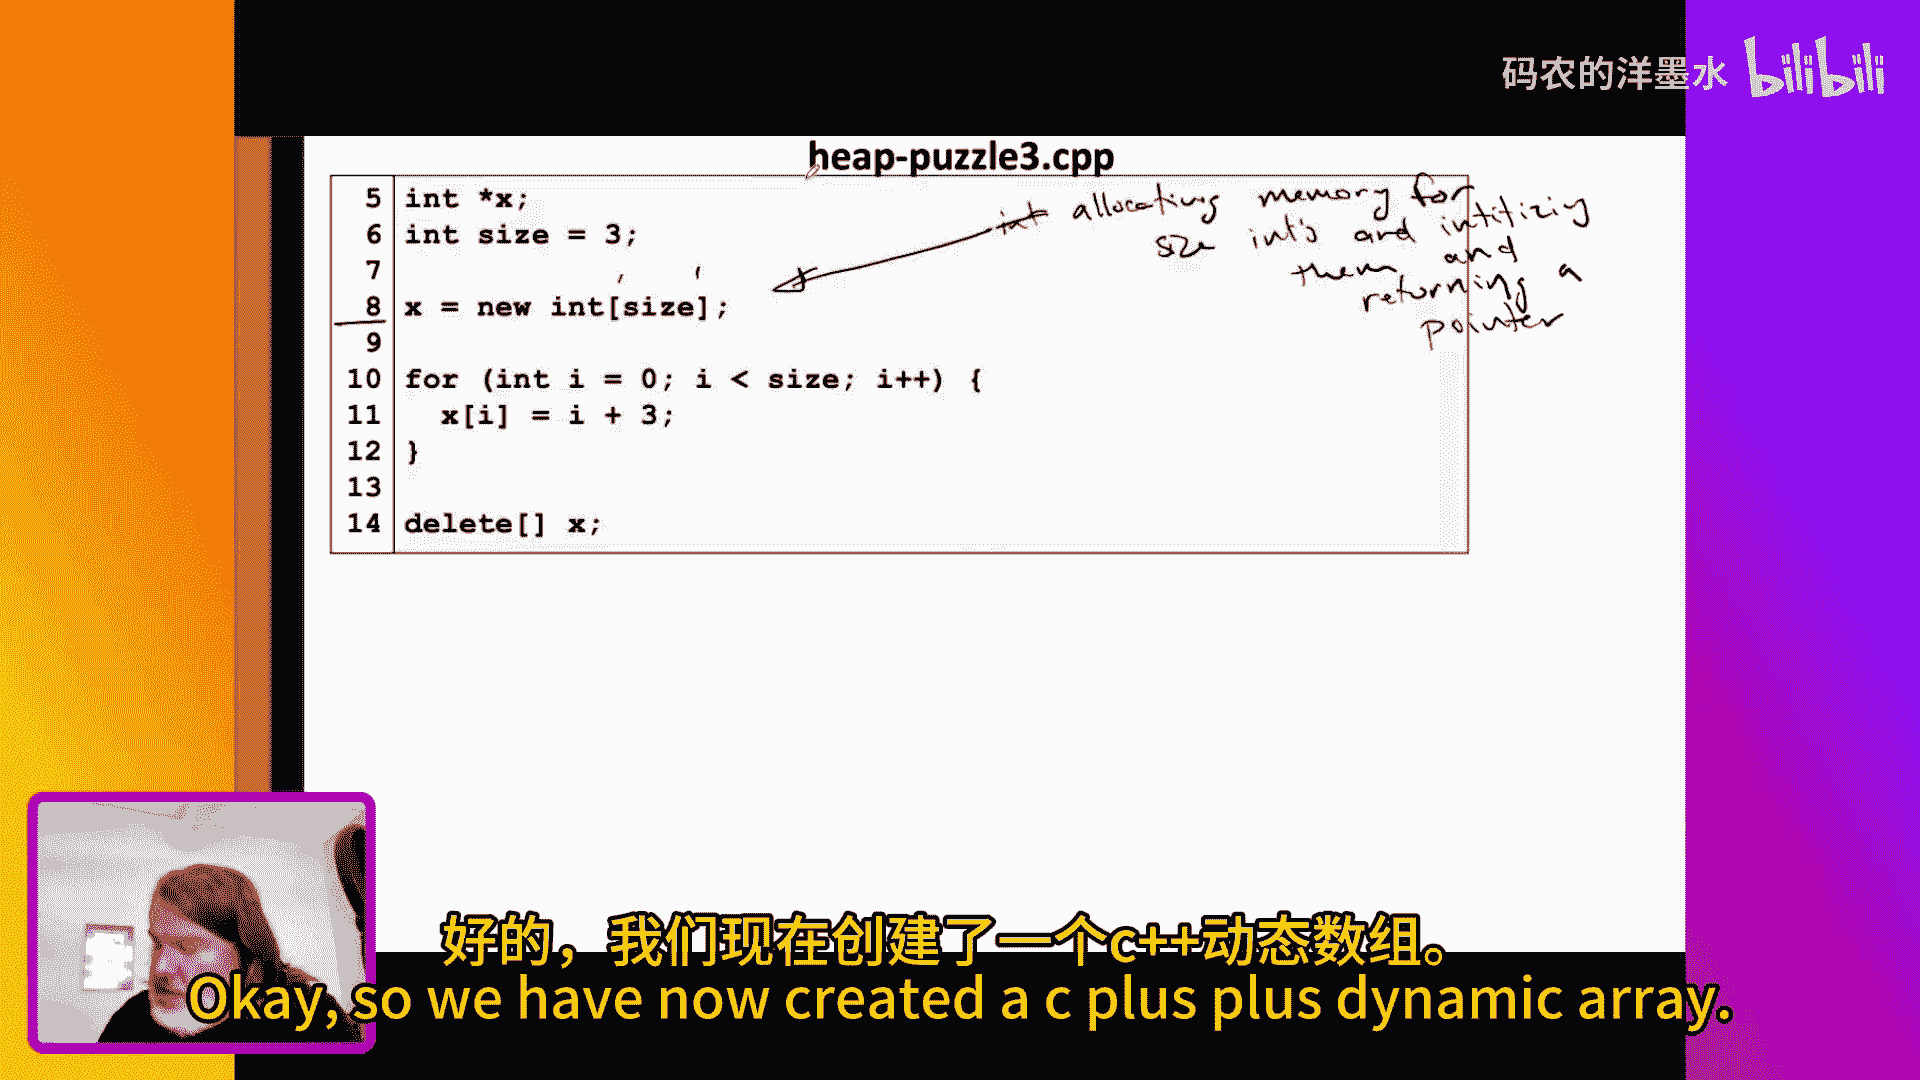 码农的洋墨水 bilibili
heap-puzzle3.cpp
5 int *x;
6 int size = 3;
7
8 x = new int[size];
9
10 for (int i = 0; i < size; i++) {
11 x[i] = i + 3;
12 }
13
14 delete[] x;
int allocating memory for
size int's and intitiziny
them and
returning a
pointer
好的，我们现在创建了一个c++动态数组。
Okay, so we have now created a c plus plus dynamic array.